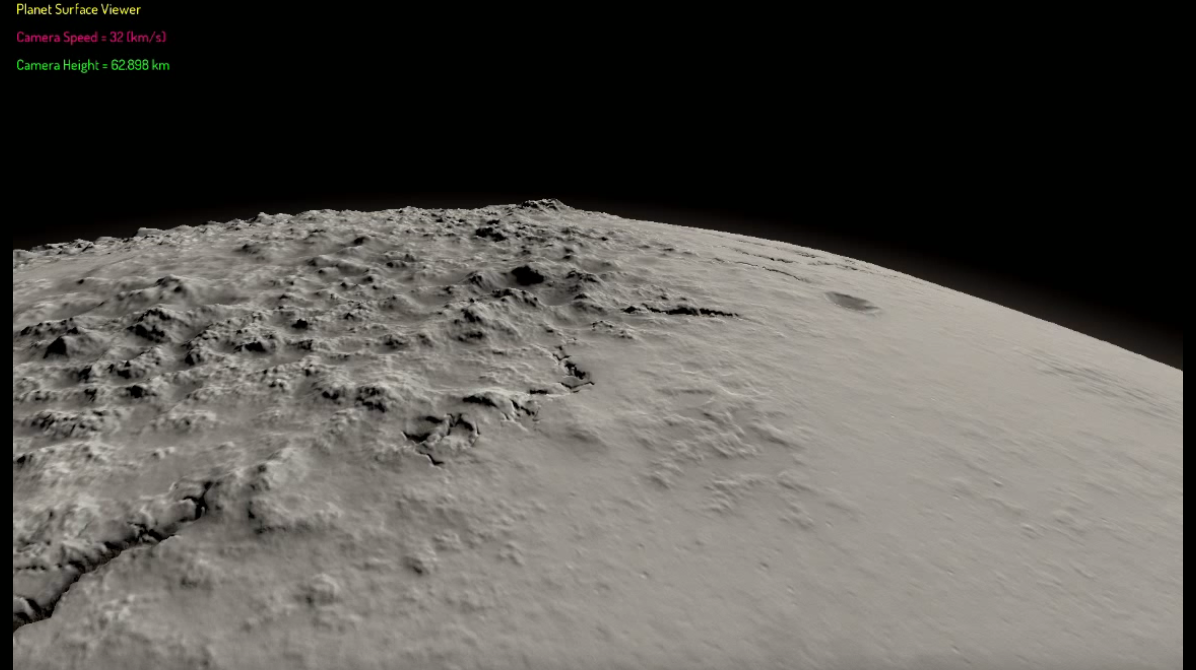 Planet Surface Viewer
Camera Speed = 32 (km/s)
Camera Height = 62.898 km